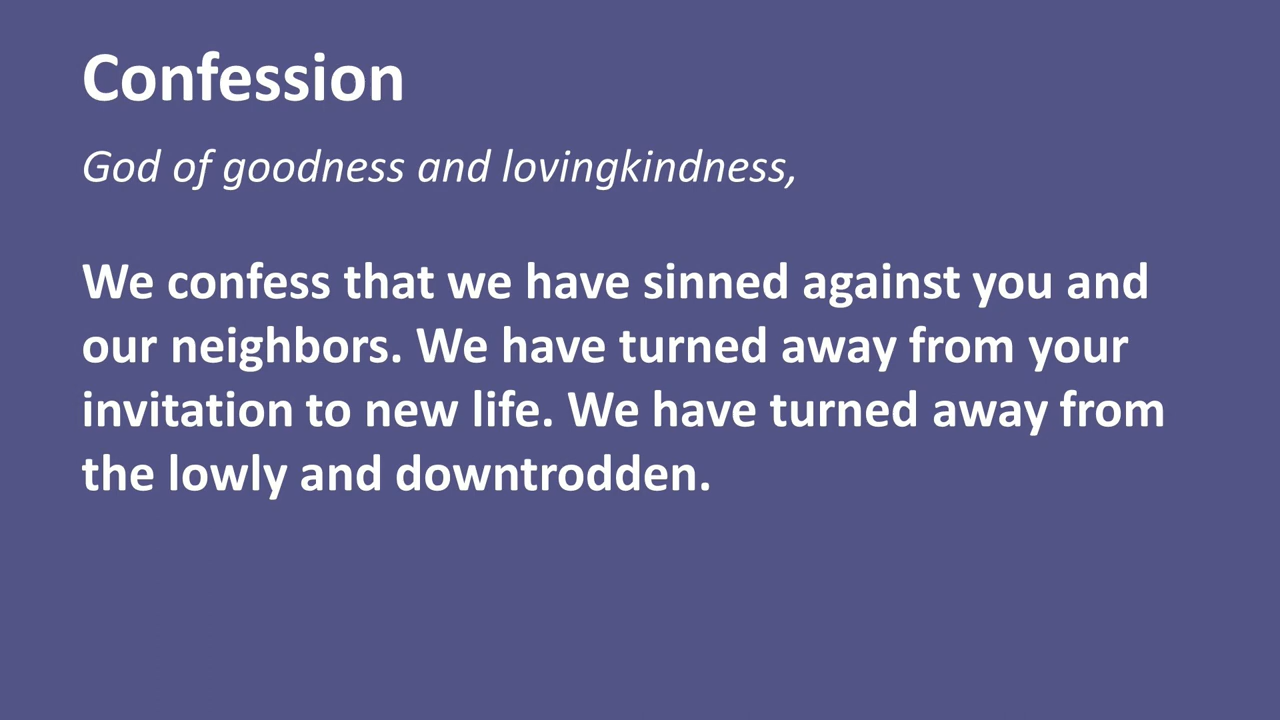 Confession
God of goodness and lovingkindness,
We confess that we have sinned against you and
our neighbors. We have turned away from your
invitation to new life. We have turned away from
the lowly and downtrodden.